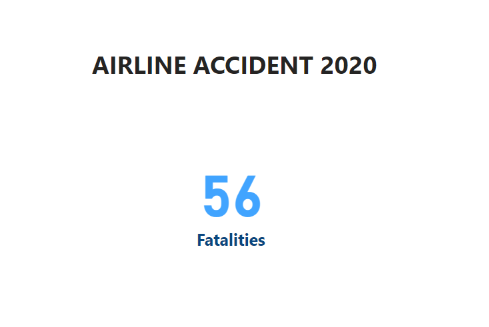 AIRLINE ACCIDENT 2020
56
Fatalities